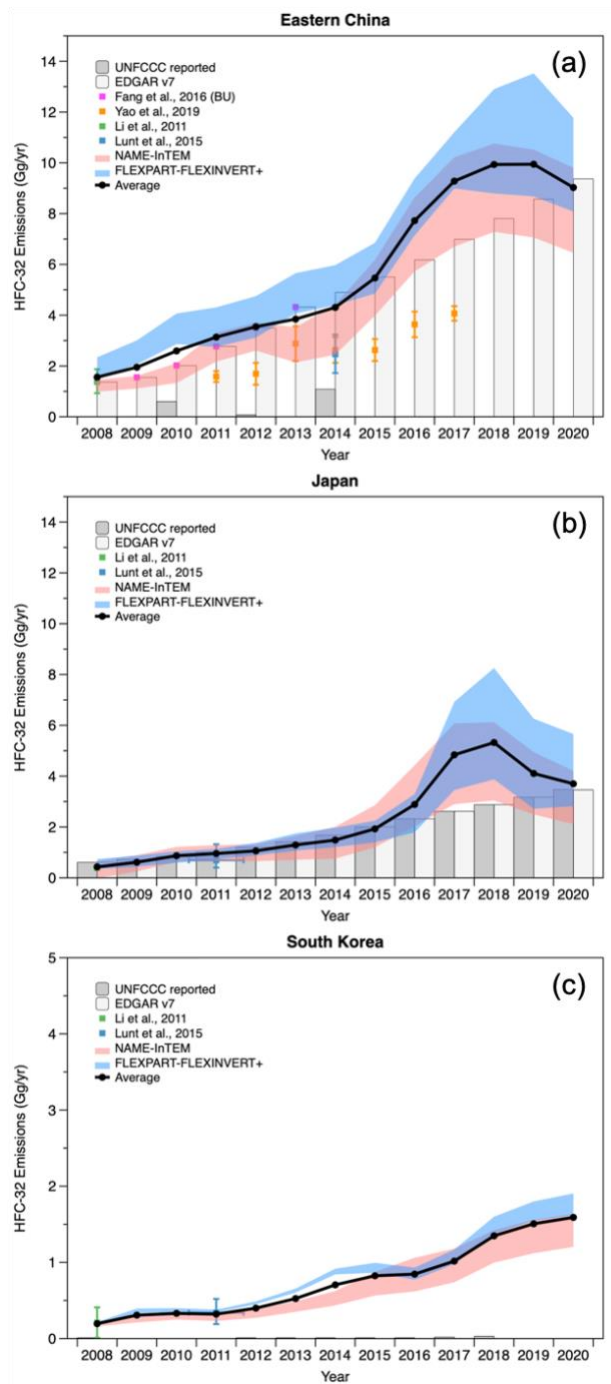 Eastern China
(a)
UNFCCC reported
EDGAR v7
Fang et al., 2016 (BU)
Yao et al., 2019
Li et al., 2011
Lunt et al., 2015
NAME-InTEM
FLEXPART-FLEXINVERT+
Average
HFC-32 Emissions (Gg/yr)
14
12
10
8
6
4
2
0
2008 2009 2010 2011 2012 2013 2014 2015 2016 2017 2018 2019 2020
Year
Japan
(b)
UNFCCC reported
EDGAR v7
Li et al., 2011
Lunt et al., 2015
NAME-InTEM
FLEXPART-FLEXINVERT+
Average
HFC-32 Emissions (Gg/yr)
14
12
10
8
6
4
2
0
2008 2009 2010 2011 2012 2013 2014 2015 2016 2017 2018 2019 2020
Year
South Korea
(c)
UNFCCC reported
EDGAR v7
Li et al., 2011
Lunt et al., 2015
NAME-InTEM
FLEXPART-FLEXINVERT+
Average
HFC-32 Emissions (Gg/yr)
5
4
3
2
1
0
2008 2009 2010 2011 2012 2013 2014 2015 2016 2017 2018 2019 2020
Year